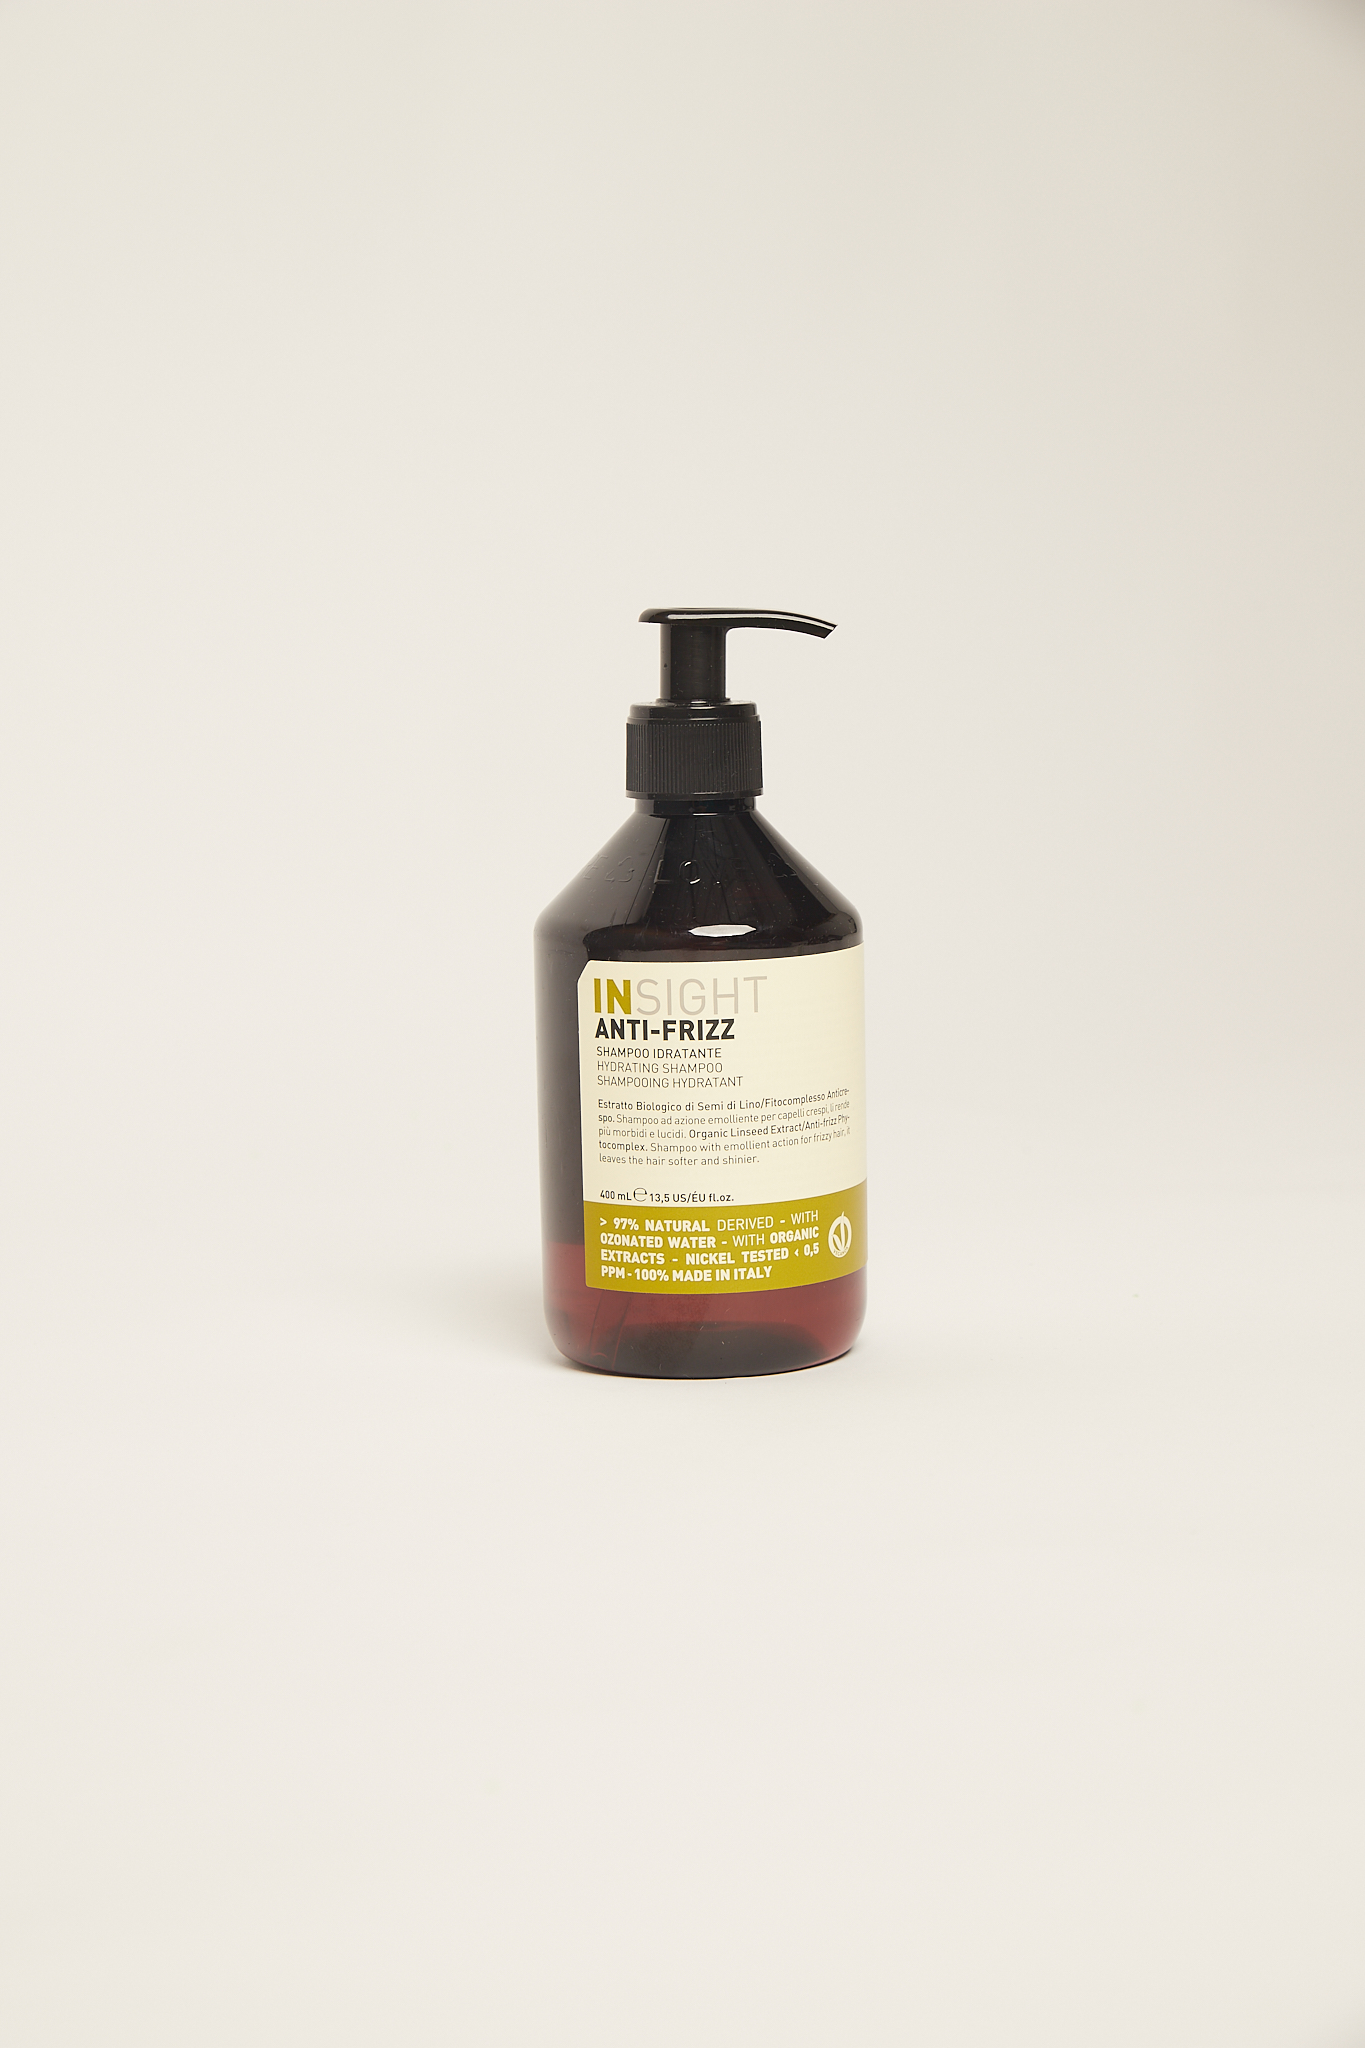 INSIGHT
ANTI-FRIZZ
SHAMPOO IDRATANTE
HYDRATING SHAMPOO
SHAMPOOING HYDRATANT
Estratto Biologico di Semi di Lino/Fitocomplesso Anticre-
spo. Shampoo ad azione emolliente per capelli crespi, li rende
più morbidi e lucidi. Organic Linseed Extract/Anti-frizz Phy-
tocomplex. Shampoo with emollient action for frizzy hair, it
leaves the hair softer and shinier.
400 mL ℮ 13,5 US/ÉU fl.oz.
> 97% NATURAL DERIVED - WITH
OZONATED WATER - WITH ORGANIC
EXTRACTS - NICKEL TESTED < 0,5
PPM - 100% MADE IN ITALY